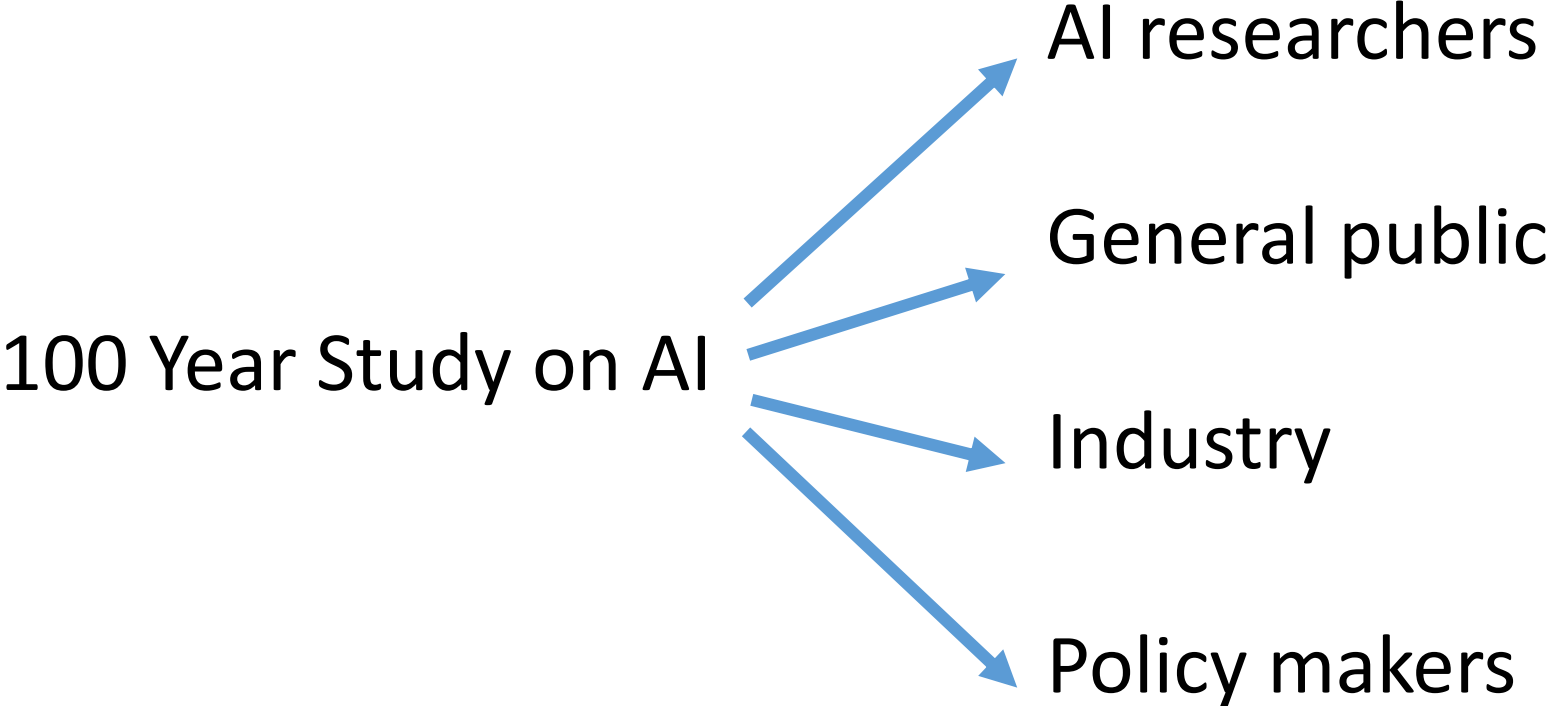 AI researchers
General public
100 Year Study on AI
Industry
Policy makers